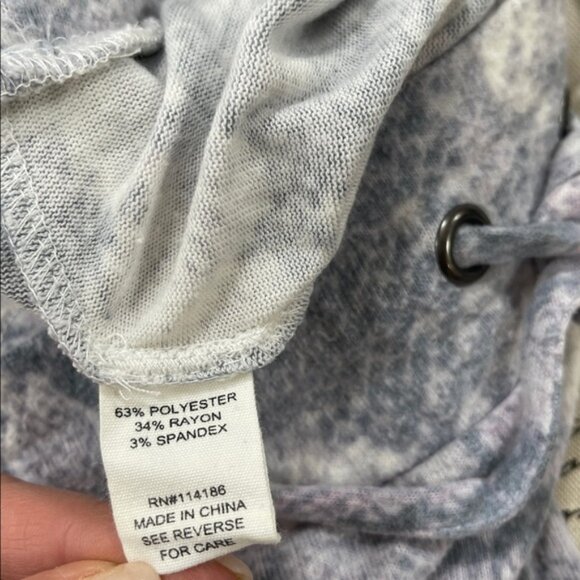 63% POLYESTER
34% RAYON
3% SPANDEX
RN#114186
MADE IN CHINA
SEE REVERSE
FOR CARE